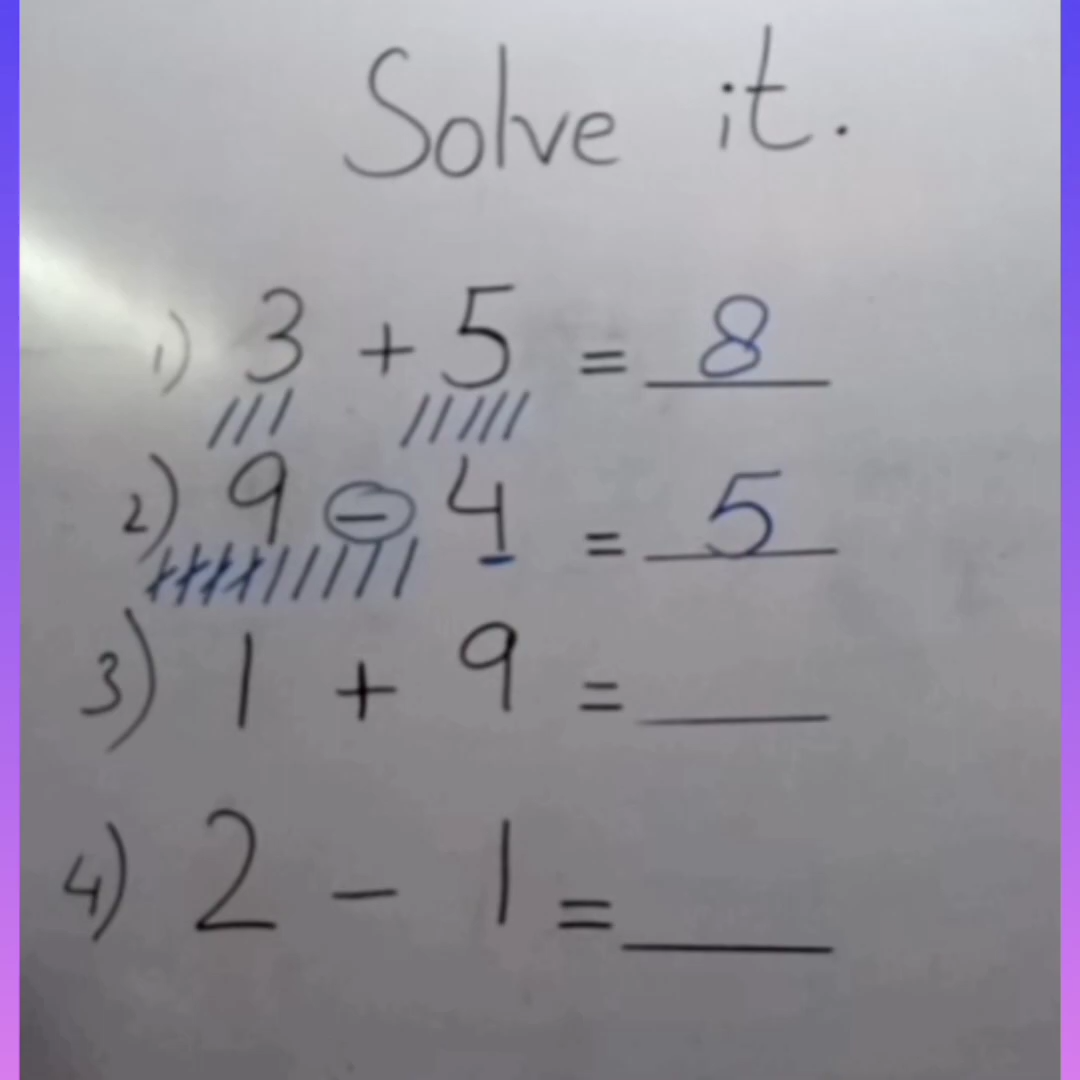 Solve it.
1) 3 + 5 = 8
2) 9 - 4 = 5
3) 1 + 9 =
4) 2 - 1 =